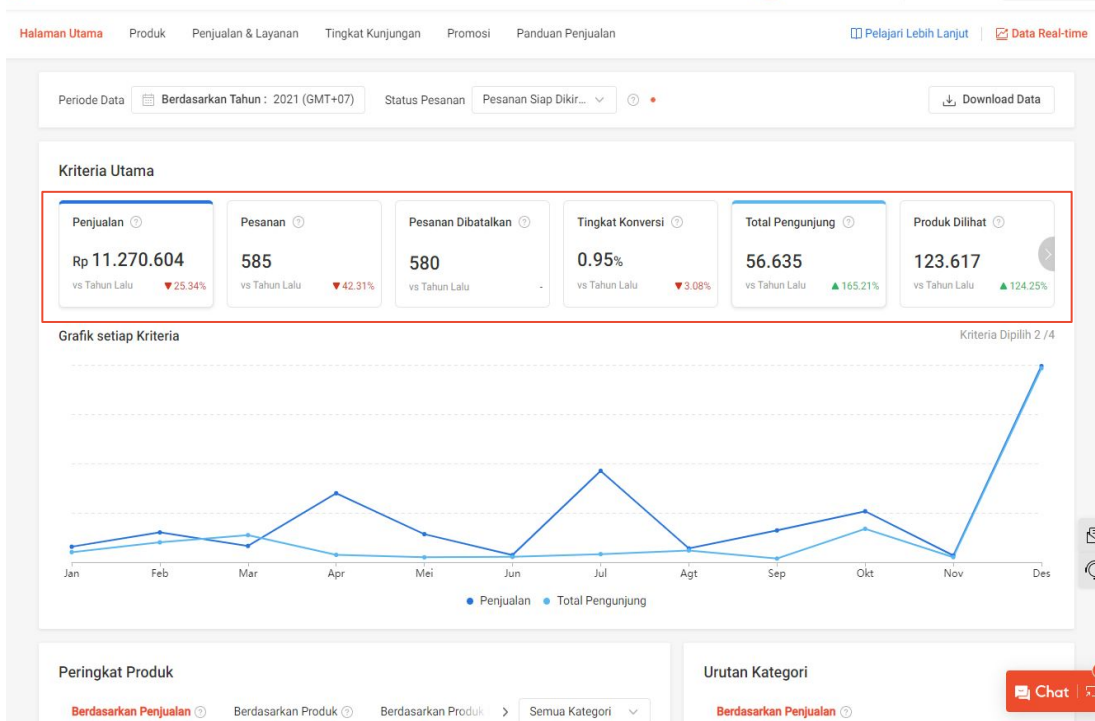 Halaman Utama Produk Penjualan & Layanan Tingkat Kunjungan Promosi Panduan Penjualan Pelajari Lebih Lanjut Data Real-time
Periode Data Berdasarkan Tahun : 2021 (GMT+07) Status Pesanan Pesanan Siap Dikir... Download Data
Kriteria Utama
Penjualan Pesanan Pesanan Dibatalkan Tingkat Konversi Total Pengunjung Produk Dilihat
Rp 11.270.604 585 580 0.95% 56.635 123.617
vs Tahun Lalu ▼25.34% vs Tahun Lalu ▼42.31% vs Tahun Lalu - vs Tahun Lalu ▼3.08% vs Tahun Lalu ▲165.21% vs Tahun Lalu ▲124.25%
Grafik setiap Kriteria Kriteria Dipilih 2 /4
Jan Feb Mar Apr Mei Jun Jul Agt Sep Okt Nov Des
Penjualan Total Pengunjung
Peringkat Produk Urutan Kategori
Chat
Berdasarkan Penjualan Berdasarkan Produk Berdasarkan Produk Semua Kategori Berdasarkan Penjualan